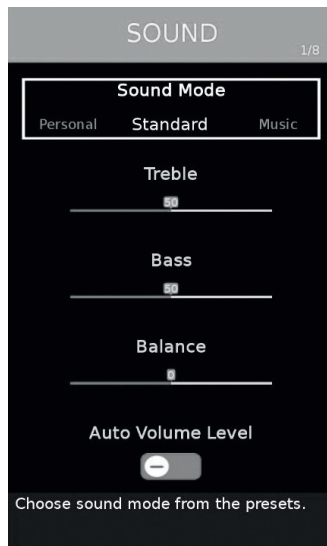 SOUND
1/8
Sound Mode
Personal Standard Music
Treble
50
Bass
50
Balance
0
Auto Volume Level
Choose sound mode from the presets.